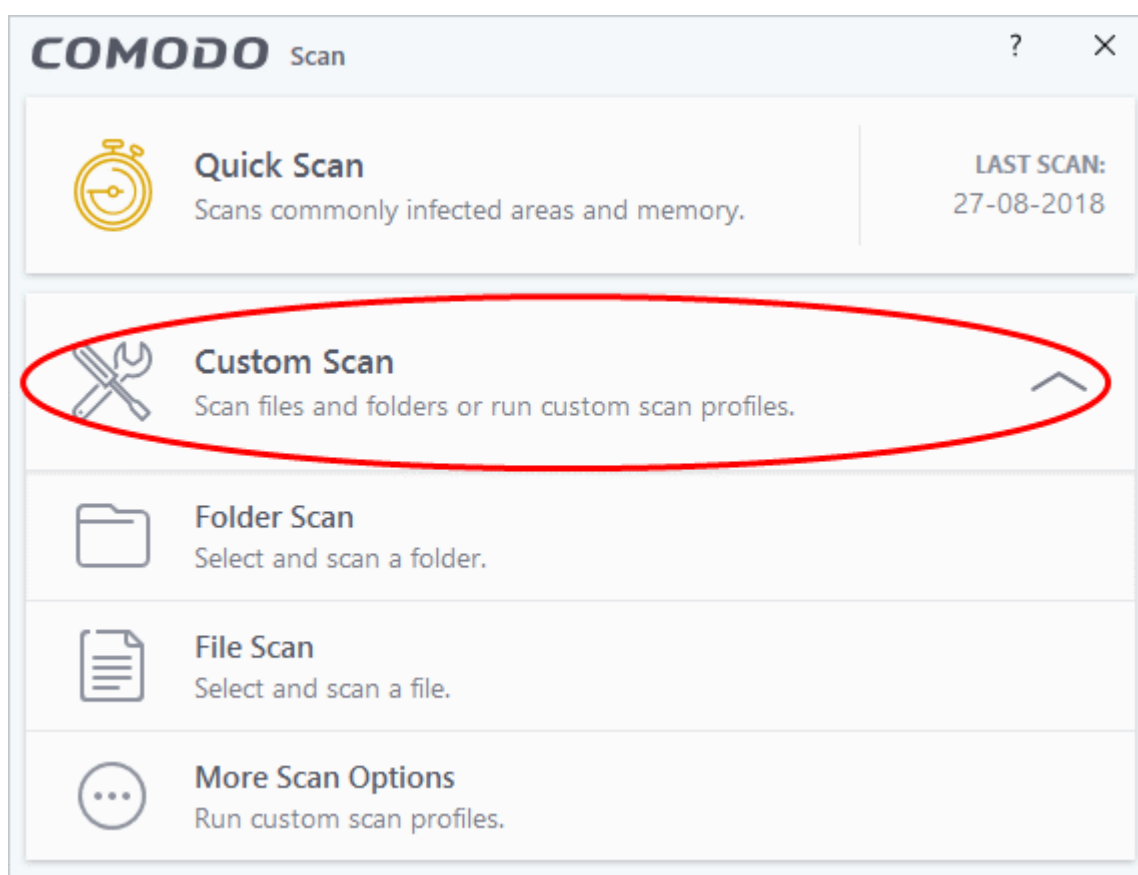 COMODO Scan ?
Quick Scan
Scans commonly infected areas and memory.
LAST SCAN:
27-08-2018
Custom Scan
Scan files and folders or run custom scan profiles.
Folder Scan
Select and scan a folder.
File Scan
Select and scan a file.
More Scan Options
Run custom scan profiles.